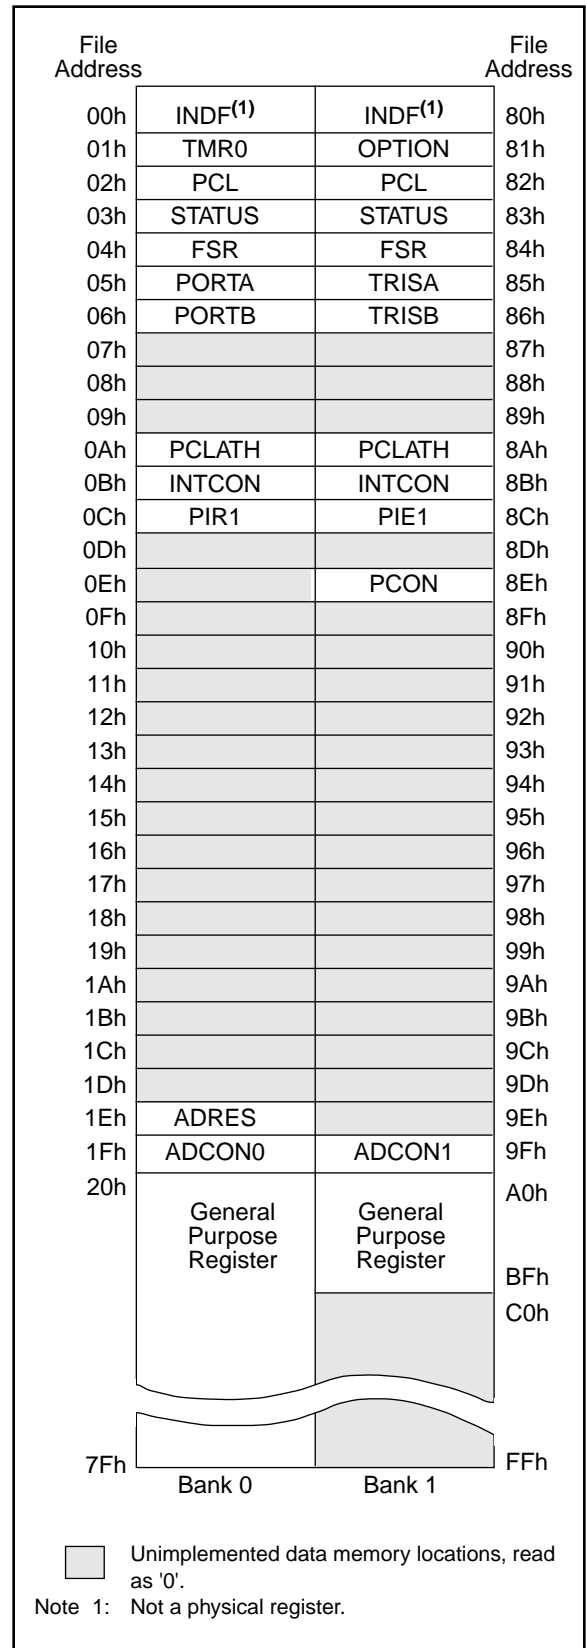 File Address File Address
00h INDF(1) INDF(1) 80h
01h TMR0 OPTION 81h
02h PCL PCL 82h
03h STATUS STATUS 83h
04h FSR FSR 84h
05h PORTA TRISA 85h
06h PORTB TRISB 86h
07h 87h
08h 88h
09h 89h
0Ah PCLATH PCLATH 8Ah
0Bh INTCON INTCON 8Bh
0Ch PIR1 PIE1 8Ch
0Dh 8Dh
0Eh PCON 8Eh
0Fh 8Fh
10h 90h
11h 91h
12h 92h
13h 93h
14h 94h
15h 95h
16h 96h
17h 97h
18h 98h
19h 99h
1Ah 9Ah
1Bh 9Bh
1Ch 9Ch
1Dh 9Dh
1Eh ADRES 9Eh
1Fh ADCON0 ADCON1 9Fh
20h A0h
General General
Purpose Purpose
Register Register
BFh
C0h
7Fh FFh
Bank 0 Bank 1
Unimplemented data memory locations, read
as '0'.
Note 1: Not a physical register.